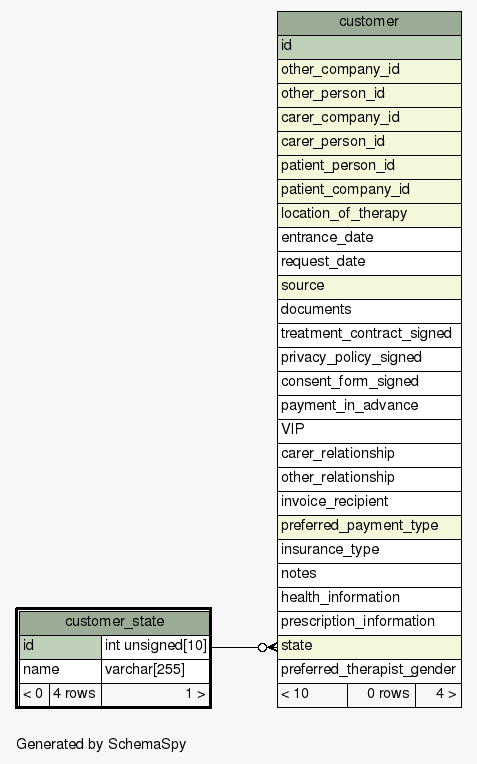 customer
id
other_company_id
other_person_id
carer_company_id
carer_person_id
patient_person_id
patient_company_id
location_of_therapy
entrance_date
request_date
source
documents
treatment_contract_signed
privacy_policy_signed
consent_form_signed
payment_in_advance
VIP
carer_relationship
other_relationship
invoice_recipient
preferred_payment_type
insurance_type
notes
health_information
prescription_information
state
preferred_therapist_gender
< 10 0 rows 4 >
customer_state
id int unsigned[10]
name varchar[255]
< 0 4 rows 1 >
Generated by SchemaSpy